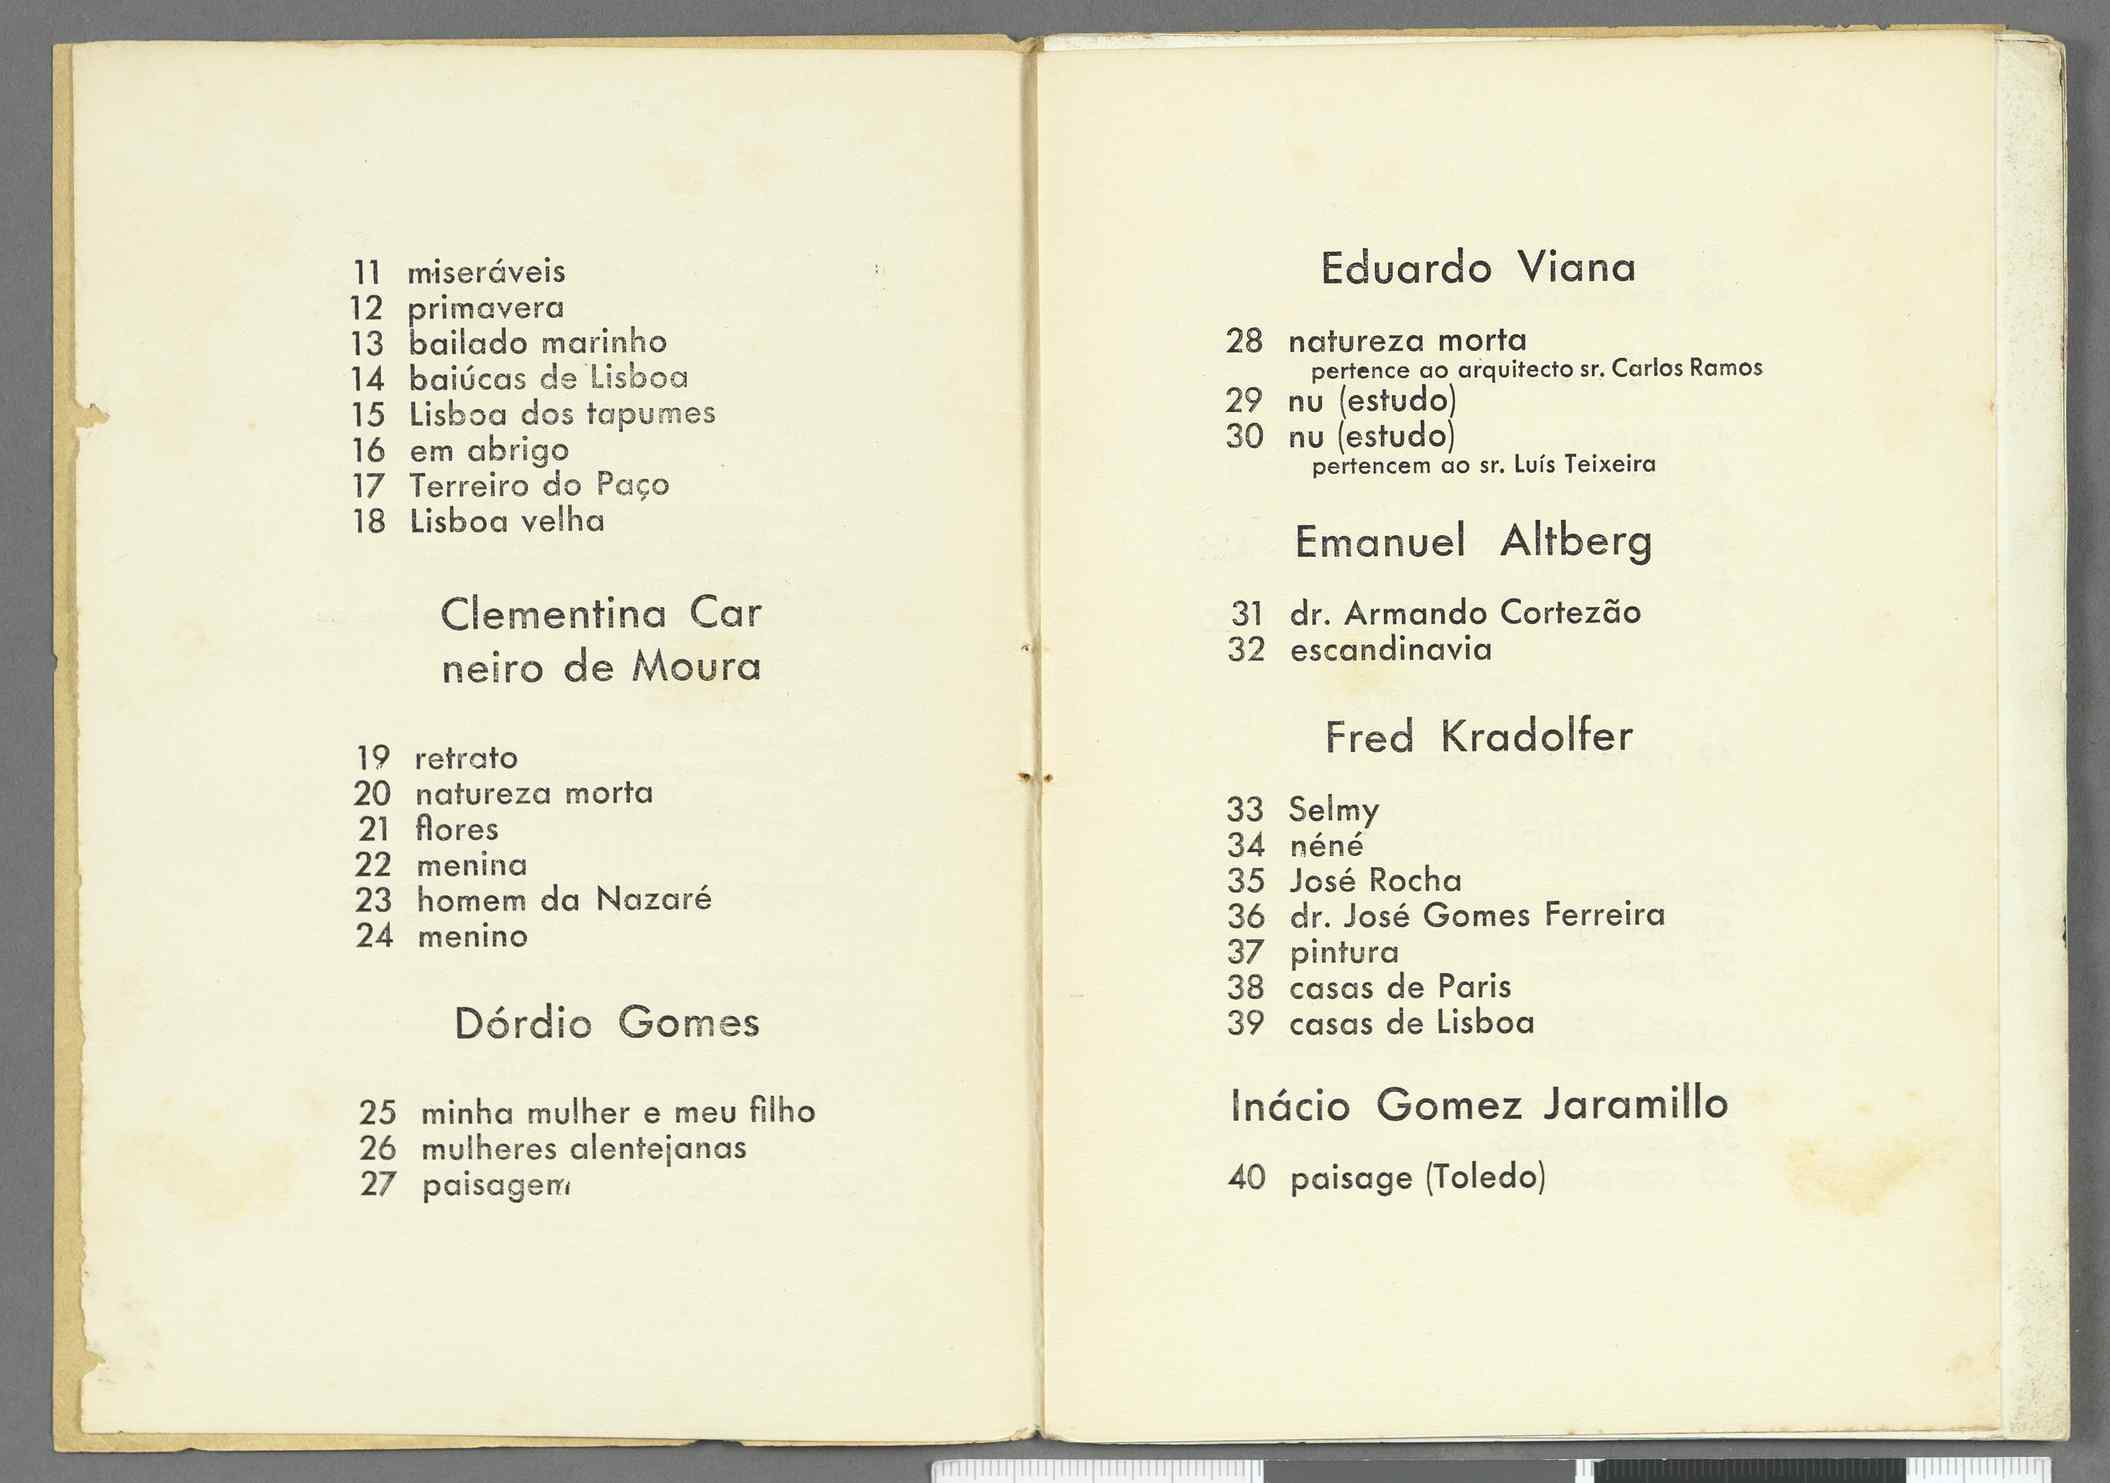 11 miseráveis
12 primavera
13 bailado marinho
14 baiúcas de Lisboa
15 Lisboa dos tapumes
16 em abrigo
17 Terreiro do Paço
18 Lisboa velha
Clementina Car
neiro de Moura
19 retrato
20 natureza morta
21 flores
22 menina
23 homem da Nazaré
24 menino
Dórdio Gomes
25 minha mulher e meu filho
26 mulheres alentejanas
27 paisagem
Eduardo Viana
28 natureza morta
pertence ao arquitecto sr. Carlos Ramos
29 nu (estudo)
30 nu (estudo)
pertencem ao sr. Luís Teixeira
Emanuel Altberg
31 dr. Armando Cortezão
32 escandinavia
Fred Kradolfer
33 Selmy
34 néné
35 José Rocha
36 dr. José Gomes Ferreira
37 pintura
38 casas de Paris
39 casas de Lisboa
Inácio Gomez Jaramillo
40 paisage (Toledo)